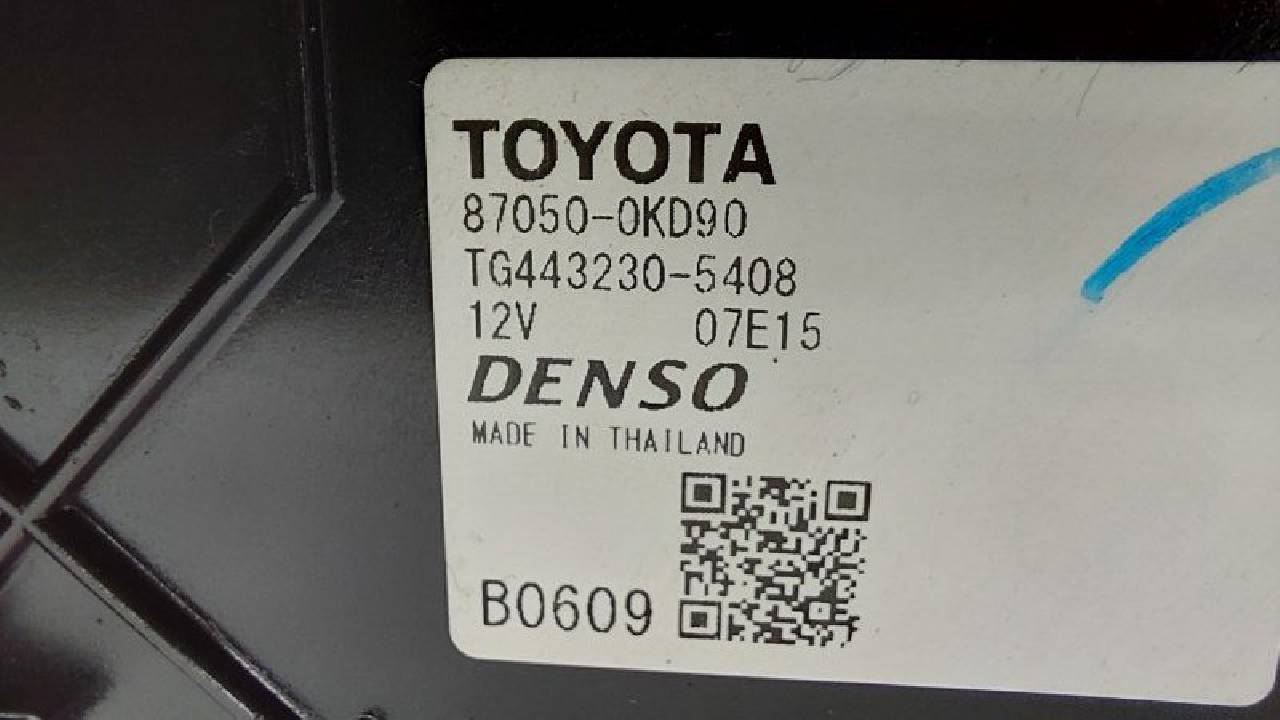 TOYOTA
87050-0KD90
TG443230-5408
12V 07E15
DENSO
MADE IN THAILAND
B0609